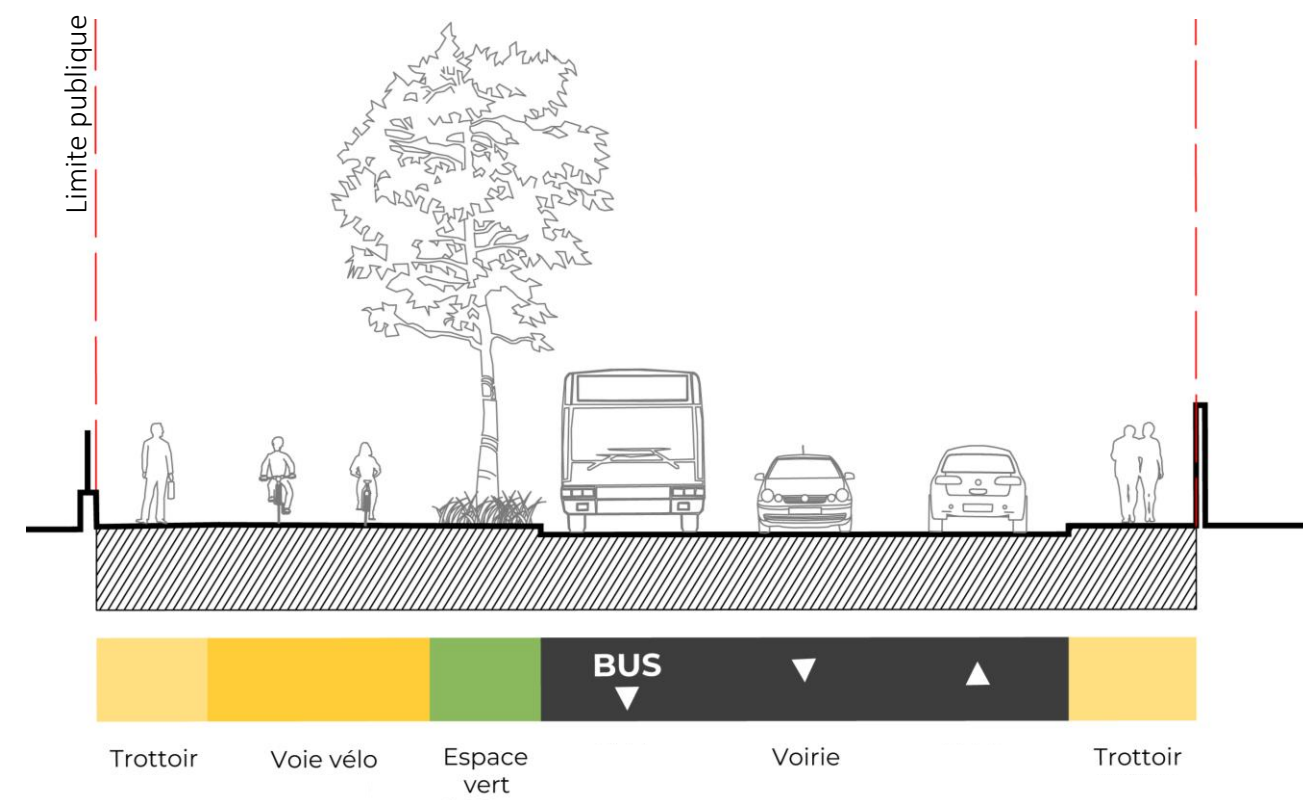 Limite publique
BUS
Trottoir
Voie vélo
Espace
vert
Voirie
Trottoir